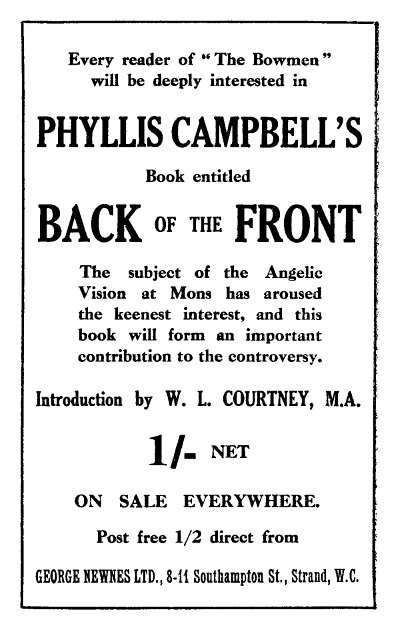 Every reader of “The Bowmen”
will be deeply interested in
PHYLLIS CAMPBELL'S
Book entitled
BACK OF THE FRONT
The subject of the Angelic
Vision at Mons has aroused
the keenest interest, and this
book will form an important
contribution to the controversy.
Introduction by W. L. COURTNEY, M.A.
1/- NET
ON SALE EVERYWHERE.
Post free 1/2 direct from
GEORGE NEWNES LTD., 8-11 Southampton St., Strand, W.C.